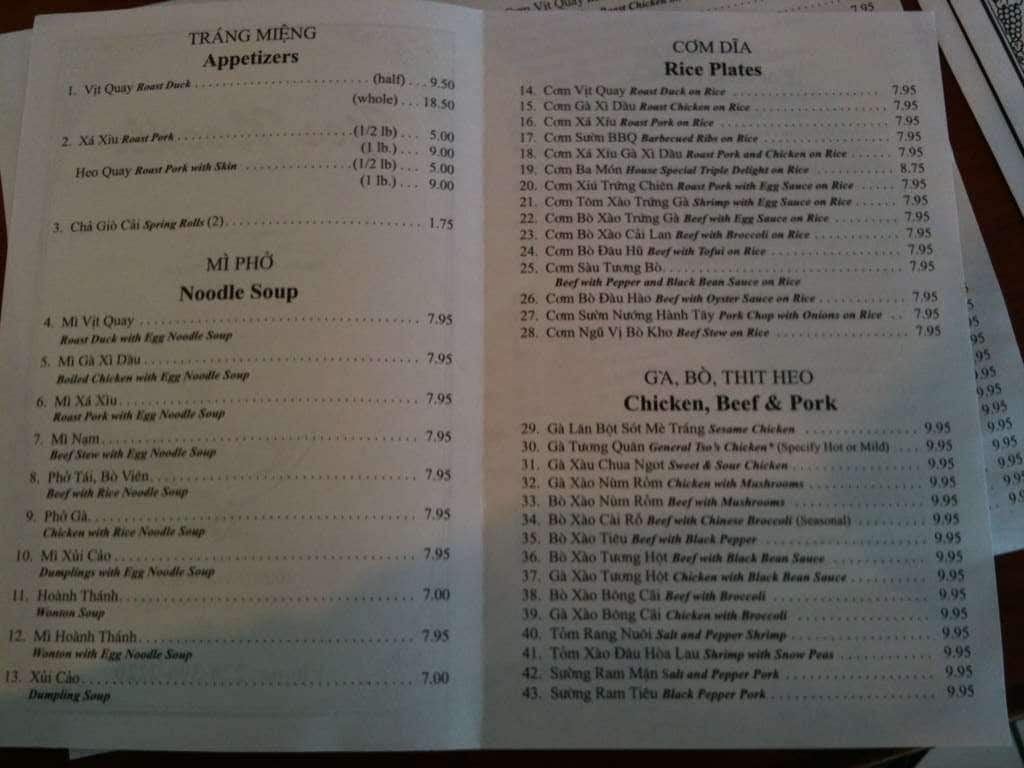 TRÁNG MIỆNG
Appetizers
1. Vịt Quay Roast Duck (half) 9.50
(whole) 18.50
2. Xá Xíu Roast Pork (1/2 lb) 5.00
(1 lb.) 9.00
Heo Quay Roast Pork with Skin (1/2 lb) 5.00
(1 lb.) 9.00
3. Chả Giò Cải Spring Rolls (2) 1.75
MÌ PHỞ
Noodle Soup
4. Mì Vịt Quay 7.95
Roast Duck with Egg Noodle Soup
5. Mì Gà Xì Dầu 7.95
Boiled Chicken with Egg Noodle Soup
6. Mì Xá Xíu 7.95
Roast Pork with Egg Noodle Soup
7. Mì Nạm 7.95
Beef Stew with Egg Noodle Soup
8. Phở Tái, Bò Viên 7.95
Beef with Rice Noodle Soup
9. Phở Gà 7.95
Chicken with Rice Noodle Soup
10. Mì Xủi Cảo 7.95
Dumplings with Egg Noodle Soup
11. Hoành Thánh 7.00
Wonton Soup
12. Mì Hoành Thánh 7.95
Wonton with Egg Noodle Soup
13. Xủi Cảo 7.00
Dumpling Soup
CƠM DĨA
Rice Plates
14. Cơm Vịt Quay Roast Duck on Rice 7.95
15. Cơm Gà Xì Dầu Roast Chicken on Rice 7.95
16. Cơm Xá Xíu Roast Pork on Rice 7.95
17. Cơm Sườn BBQ Barbecued Ribs on Rice 7.95
18. Cơm Xá Xíu Gà Xì Dầu Roast Pork and Chicken on Rice 7.95
19. Cơm Ba Món House Special Triple Delight on Rice 8.75
20. Cơm Xíu Trứng Chiên Roast Pork with Egg Sauce on Rice 7.95
21. Cơm Tôm Xào Trứng Gà Shrimp with Egg Sauce on Rice 7.95
22. Cơm Bò Xào Trứng Gà Beef with Egg Sauce on Rice 7.95
23. Cơm Bò Xào Cải Lan Beef with Broccoli on Rice 7.95
24. Cơm Bò Đậu Hũ Beef with Tofui on Rice 7.95
25. Cơm Sàu Tương Bò 7.95
Beef with Pepper and Black Bean Sauce on Rice
26. Cơm Bò Đàu Hào Beef with Oyster Sauce on Rice 7.95
27. Cơm Sườn Nướng Hành Tây Pork Chop with Onions on Rice 7.95
28. Cơm Ngũ Vị Bò Kho Beef Stew on Rice 7.95
GÀ, BÒ, THIT HEO
Chicken, Beef & Pork
29. Gà Lăn Bột Sót Mè Trắng Sesame Chicken 9.95
30. Gà Tương Quân General Tso's Chicken* (Specify Hot or Mild) 9.95
31. Gà Xàu Chua Ngọt Sweet & Sour Chicken 9.95
32. Gà Xào Nùm Rôm Chicken with Mushrooms 9.95
33. Bò Xào Nùm Rôm Beef with Mushrooms 9.95
34. Bò Xào Cải Rổ Beef with Chinese Broccoli (Seasonal) 9.95
35. Bò Xào Tiêu Beef with Black Pepper 9.95
36. Bò Xào Tương Hột Beef with Black Bean Sauce 9.95
37. Gà Xào Tương Hột Chicken with Black Bean Sauce 9.95
38. Bò Xào Bông Cải Beef with Broccoli 9.95
39. Gà Xào Bông Cải Chicken with Broccoli 9.95
40. Tôm Rang Nuôi Salt and Pepper Shrimp 9.95
41. Tôm Xào Đâu Hòa Lau Shrimp with Snow Peas 9.95
42. Sường Ram Mặn Salt and Pepper Pork 9.95
43. Sường Ram Tiêu Black Pepper Pork 9.95